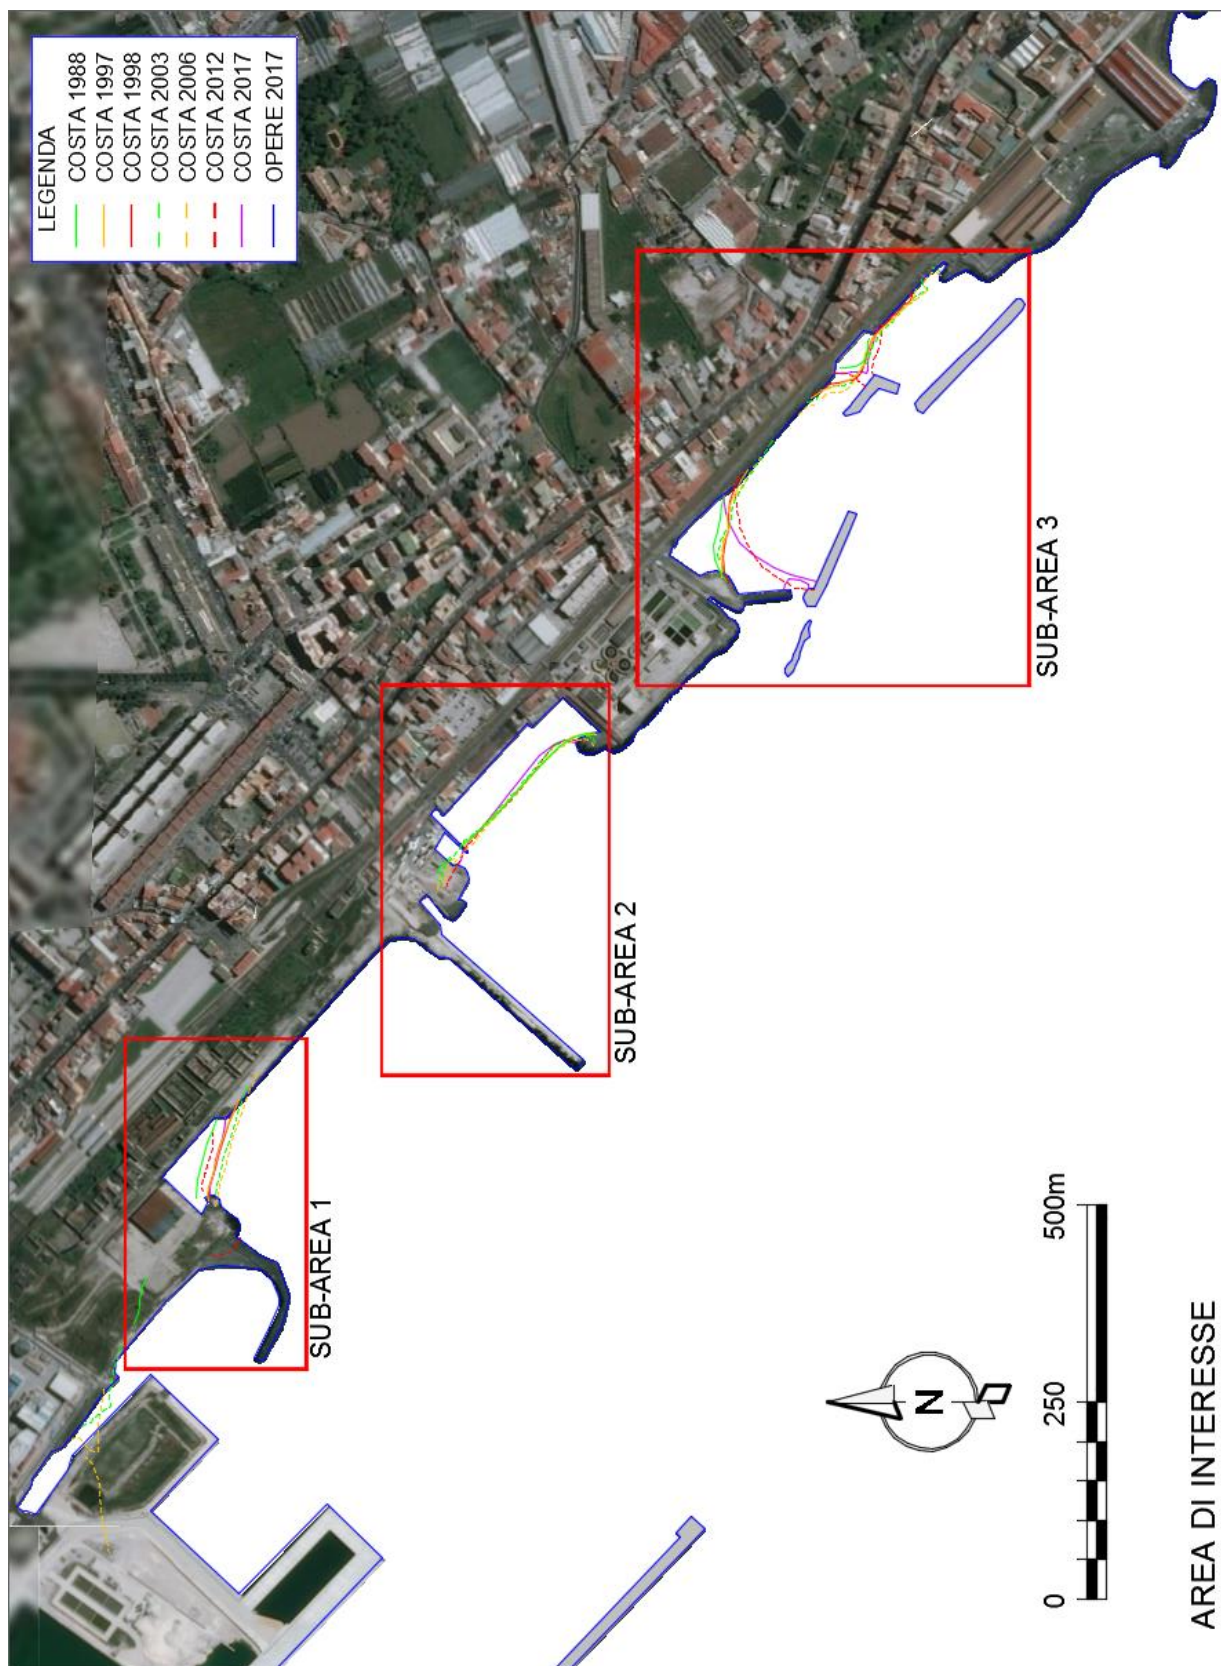 LEGENDA
COSTA 1988
COSTA 1997
COSTA 1998
COSTA 2003
COSTA 2006
COSTA 2012
COSTA 2017
OPERE 2017
SUB-AREA 1
SUB-AREA 2
SUB-AREA 3
N
0 250 500m
AREA DI INTERESSE